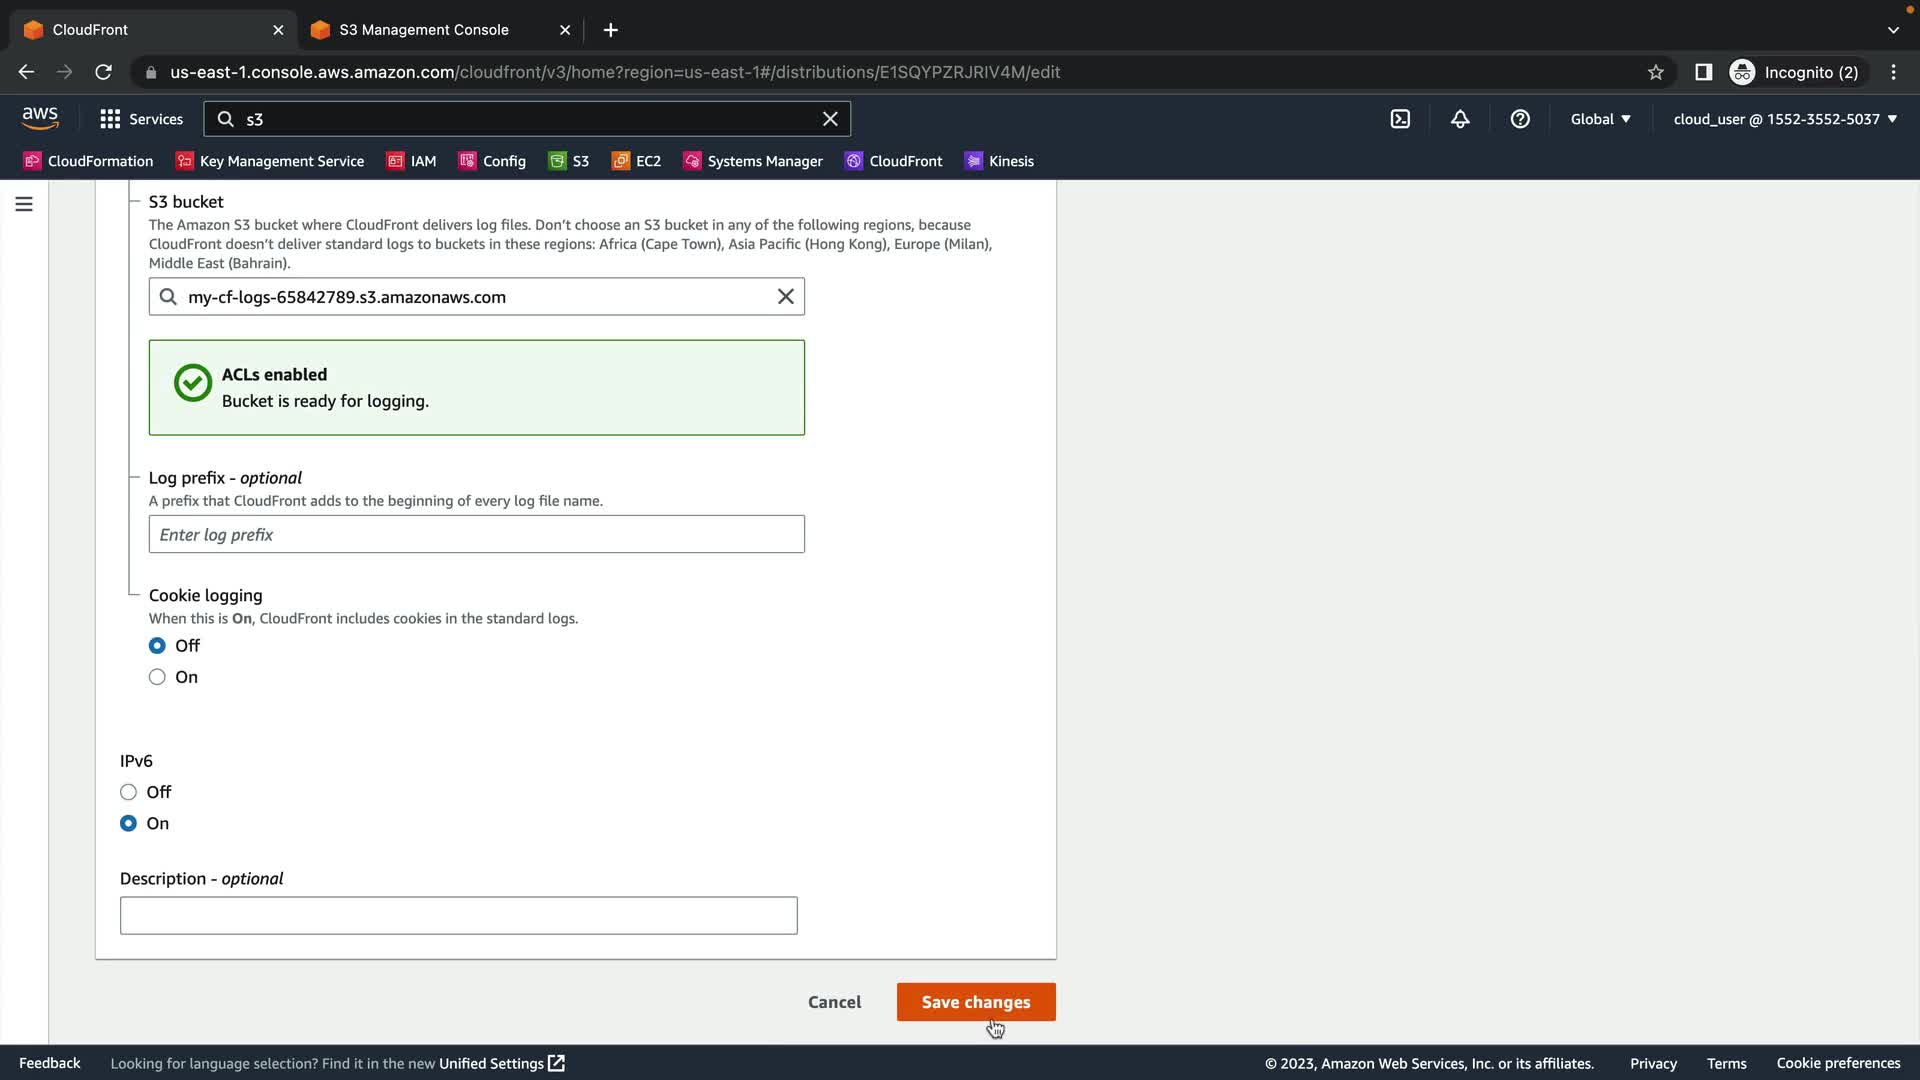 CloudFront
S3 Management Console
us-east-1.console.aws.amazon.com/cloudfront/v3/home?region=us-east-1#/distributions/E1SQYPZRJRIV4M/edit
Incognito (2)
aws
Services
s3
Global
cloud_user @ 1552-3552-5037
CloudFormation
Key Management Service
IAM
Config
S3
EC2
Systems Manager
CloudFront
Kinesis
S3 bucket
The Amazon S3 bucket where CloudFront delivers log files. Don't choose an S3 bucket in any of the following regions, because
CloudFront doesn't deliver standard logs to buckets in these regions: Africa (Cape Town), Asia Pacific (Hong Kong), Europe (Milan),
Middle East (Bahrain).
my-cf-logs-65842789.s3.amazonaws.com
ACLs enabled
Bucket is ready for logging.
Log prefix - optional
A prefix that CloudFront adds to the beginning of every log file name.
Enter log prefix
Cookie logging
When this is On, CloudFront includes cookies in the standard logs.
Off
On
IPv6
Off
On
Description - optional
Cancel
Save changes
Feedback
Looking for language selection? Find it in the new Unified Settings
© 2023, Amazon Web Services, Inc. or its affiliates.
Privacy
Terms
Cookie preferences